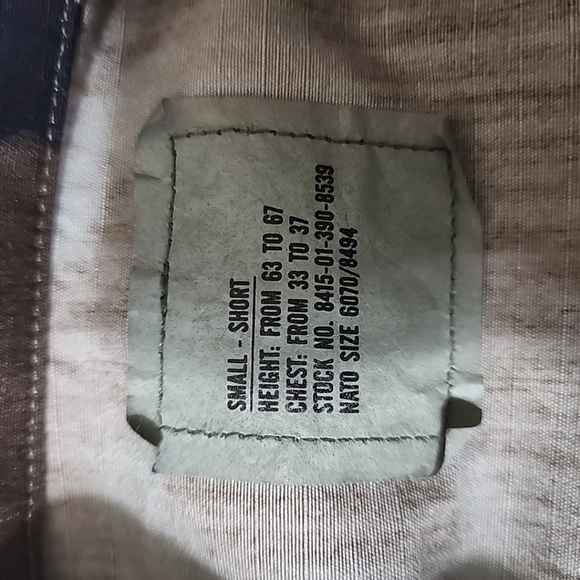 SMALL - SHORT
HEIGHT: FROM 63 TO 67
CHEST: FROM 33 TO 37
STOCK NO. 8415-01-390-8539
NATO SIZE 6070/8494